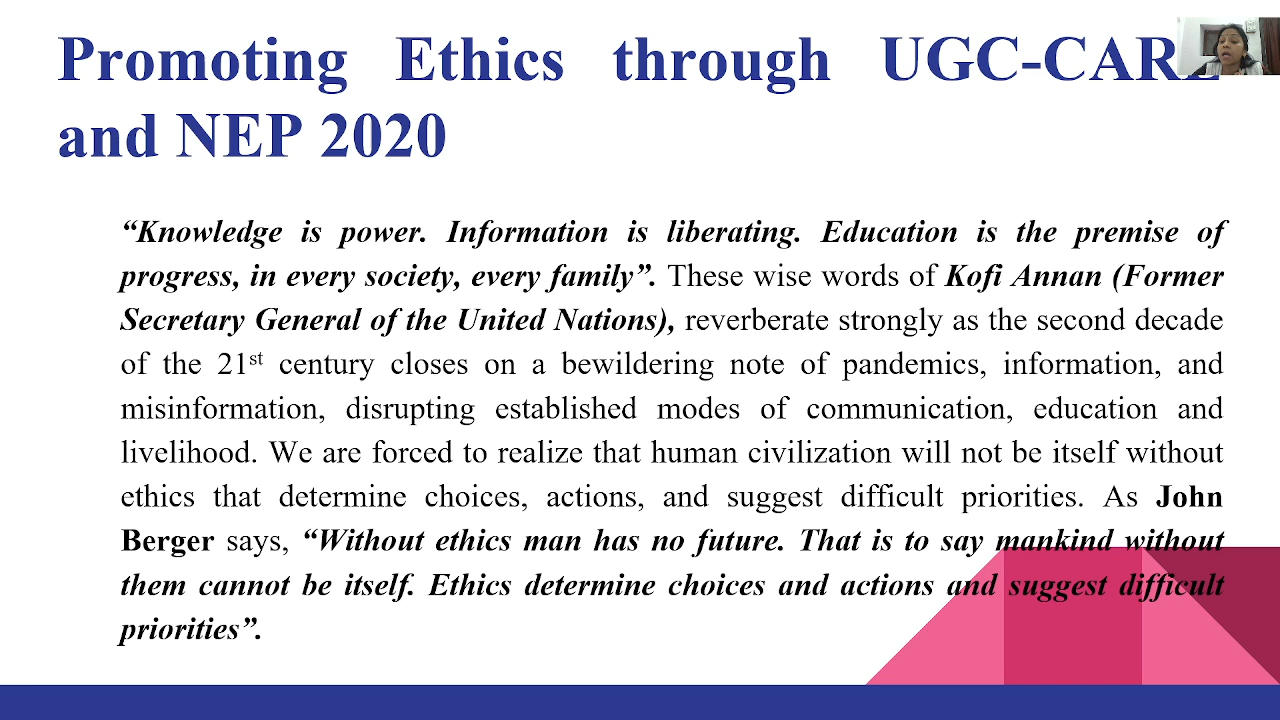 Promoting Ethics through UGC-CARE
and NEP 2020
“Knowledge is power. Information is liberating. Education is the premise of
progress, in every society, every family”. These wise words of Kofi Annan (Former
Secretary General of the United Nations), reverberate strongly as the second decade
of the 21st century closes on a bewildering note of pandemics, information, and
misinformation, disrupting established modes of communication, education and
livelihood. We are forced to realize that human civilization will not be itself without
ethics that determine choices, actions, and suggest difficult priorities. As John
Berger says, “Without ethics man has no future. That is to say mankind without
them cannot be itself. Ethics determine choices and actions and suggest difficult
priorities”.